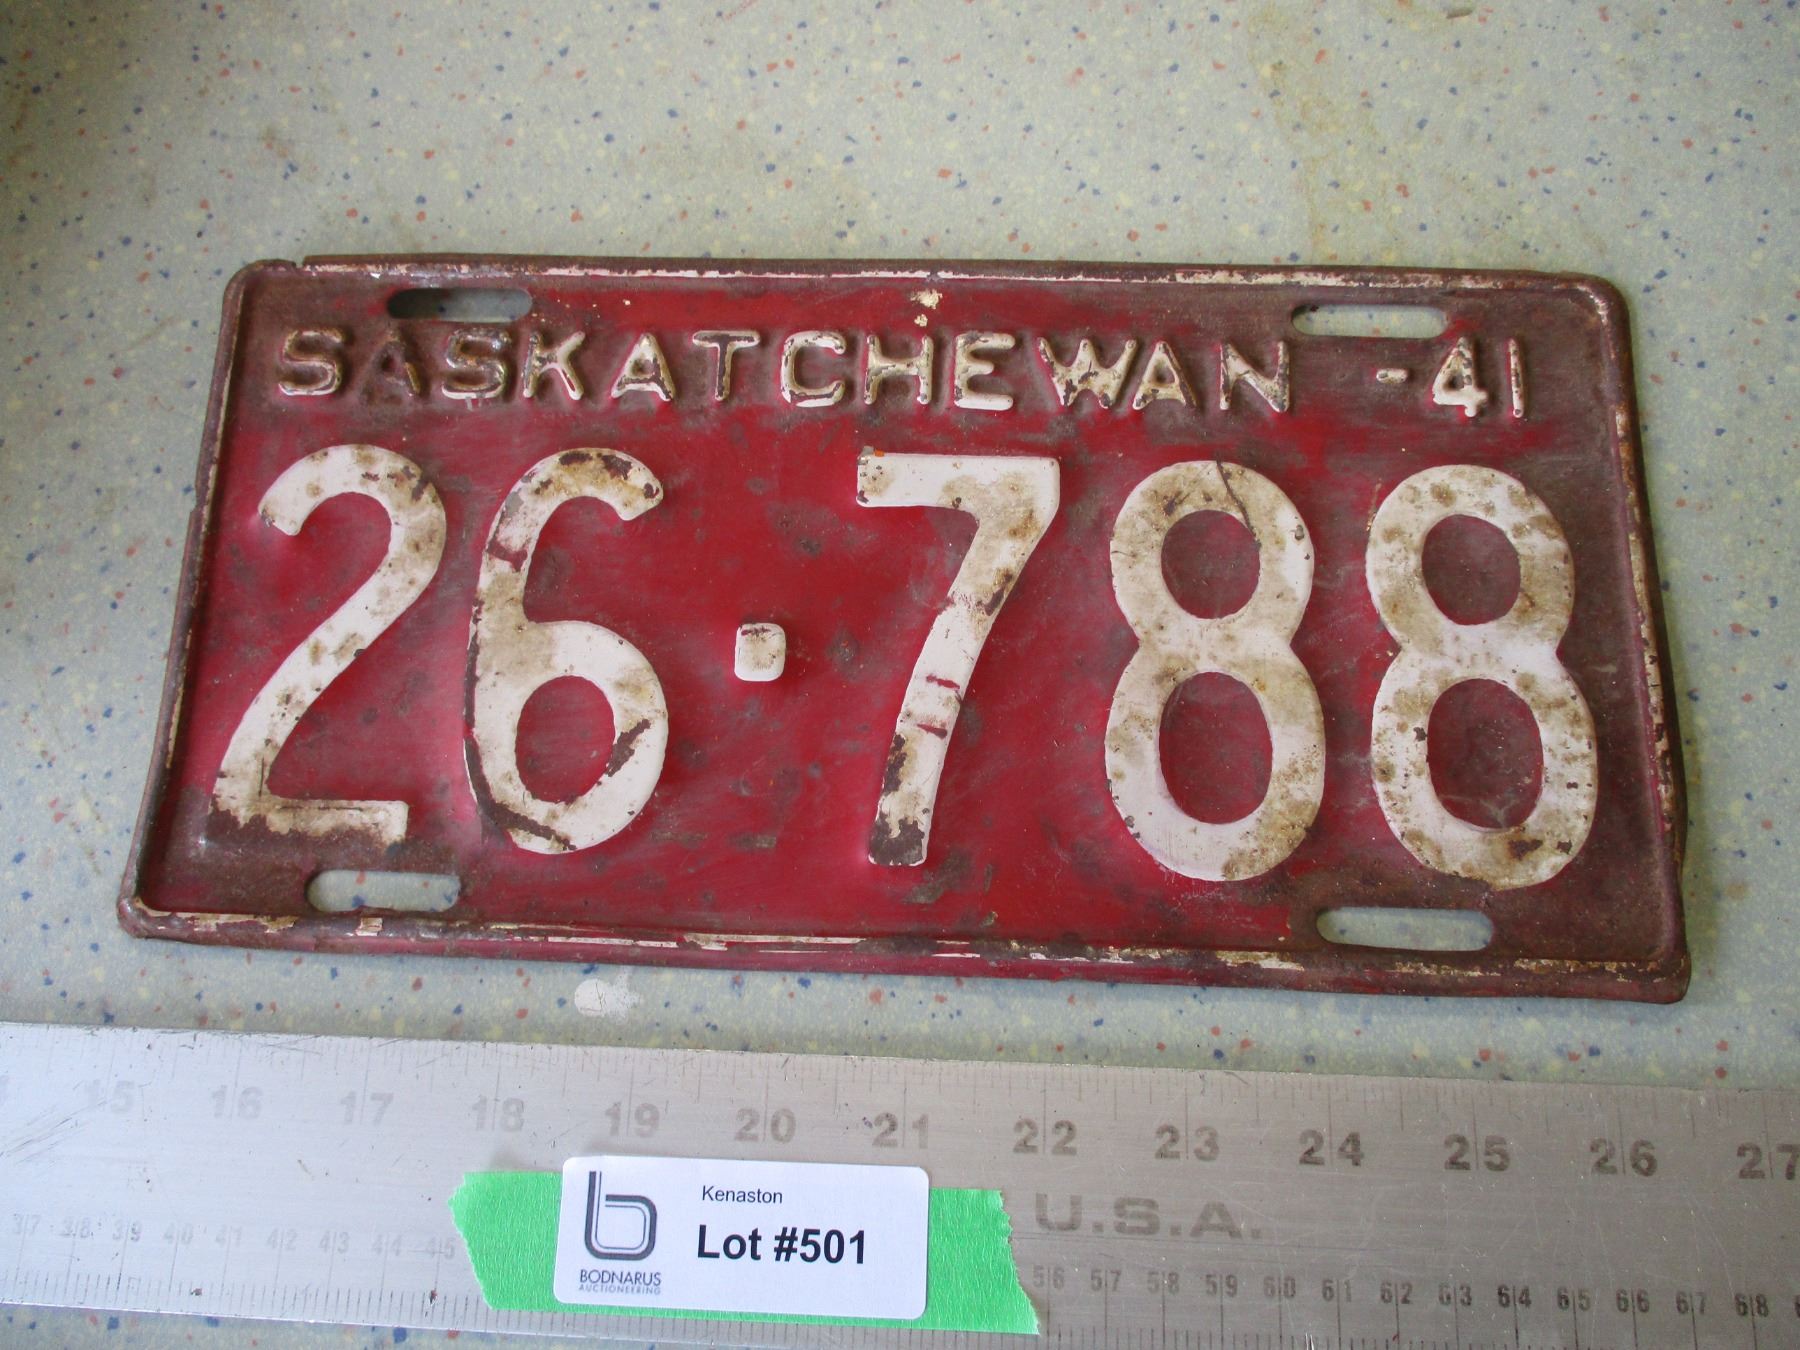 SASKATCHEWAN -41
26·788
15 16 17 18 19 20 21 22 23 24 25 26 27
U.S.A.
37 38 39 40 41 42 43 44 45 56 57 58 59 60 61 62 63 64 65 66 67 68
Kenaston
Lot #501
BODNARUS
AUCTIONEERING